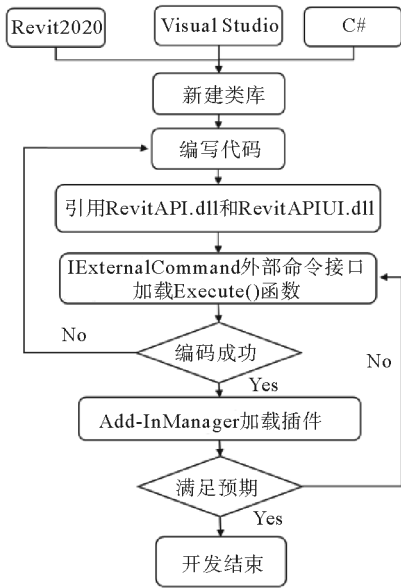 Revit2020
Visual Studio
C#
新建类库
编写代码
引用RevitAPI.dll和RevitAPIUI.dll
IExternalCommand外部命令接口
加载Execute()函数
No
编码成功
No
Yes
Add-InManager加载插件
满足预期
Yes
开发结束